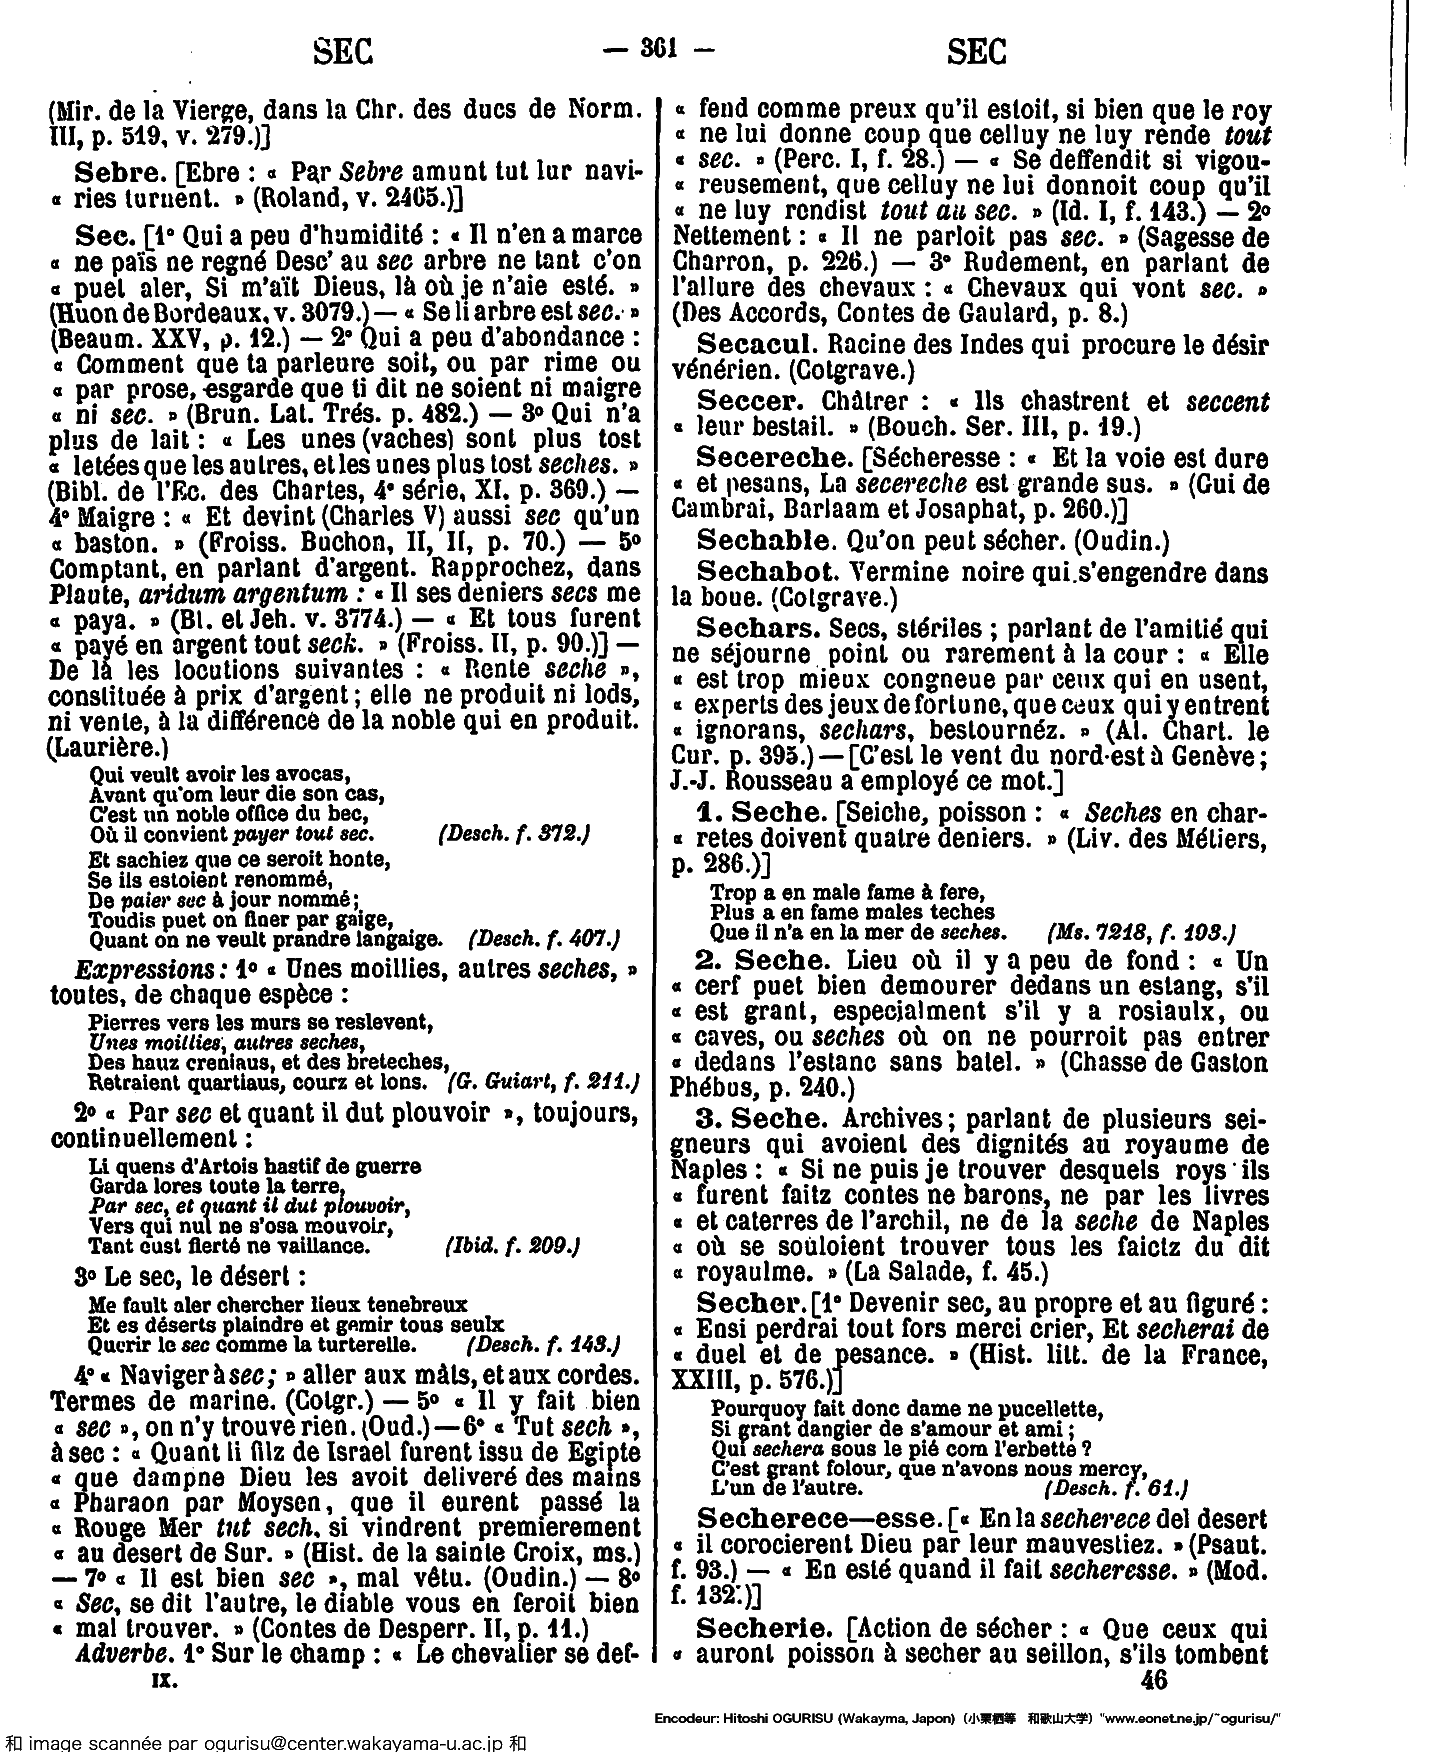 SEC — 361 — SEC
(Mir. de la Vierge, dans la Chr. des ducs de Norm.
III, p. 519, v. 279.)]
Sebre. [Ebre : « Par Sebre amunt tut lur navi-
« ries turnent. » (Roland, v. 2405.)]
Sec. [1° Qui a peu d'humidité : « Il n'en a marce
« ne païs ne regné Desc' au sec arbre ne tant c'on
« puet aler, Si m'aït Dieus, là où je n'aie esté. »
(Huon de Bordeaux, v. 3079.) — « Se li arbre est sec. »
(Beaum. XXV, p. 12.) — 2° Qui a peu d'abondance :
« Comment que ta parleure soit, ou par rime ou
« par prose, esgarde que ti dit ne soient ni maigre
« ni sec. » (Brun. Lat. Trés. p. 482.) — 3° Qui n'a
plus de lait : « Les unes (vaches) sont plus tost
« letées que les autres, et les unes plus tost seches. »
(Bibl. de l'Ec. des Chartes, 4° série, XI. p. 369.) —
4° Maigre : « Et devint (Charles V) aussi sec qu'un
« baston. » (Froiss. Buchon, II, II, p. 70.) — 5°
Comptant, en parlant d'argent. Rapprochez, dans
Plaute, aridum argentum : « Il ses deniers secs me
« paya. » (Bl. et Jeh. v. 3774.) — « Et tous furent
« payé en argent tout seck. » (Froiss. II, p. 90.)] —
De là les locutions suivantes : « Rente seche »,
constituée à prix d'argent ; elle ne produit ni lods,
ni vente, à la différence de la noble qui en produit.
(Laurière.)
Qui veult avoir les avocas,
Avant qu'om leur die son cas,
C'est un noble office du bec,
Où il convient payer tout sec. (Desch. f. 372.)
Et sachiez que ce seroit honte,
Se ils estoient renommé,
De paier sec à jour nommé ;
Toudis puet on finer par gaige,
Quant on ne veult prandre langaige. (Desch. f. 407.)
Expressions : 1° « Unes moillies, autres seches, »
toutes, de chaque espèce :
Pierres vers les murs se reslevent,
Unes moillies, autres seches,
Des hauz creniaus, et des breteches,
Retraient quartiaus, courz et lons. (G. Guiart, f. 211.)
2° « Par sec et quant il dut plouvoir », toujours,
continuellement :
Li quens d'Artois hastif de guerre
Garda lores toute la terre,
Par sec, et quant il dut plouvoir,
Vers qui nul ne s'osa mouvoir,
Tant eust fierté ne vaillance. (Ibid. f. 209.)
3° Le sec, le désert :
Me fault aler chercher lieux tenebreux
Et es déserts plaindre et gemir tous seulx
Querir le sec comme la turterelle. (Desch. f. 143.)
4° « Naviger à sec ; » aller aux mâts, et aux cordes.
Termes de marine. (Cotgr.) — 5° « Il y fait bien
« sec », on n'y trouve rien. (Oud.) — 6° « Tut sech »,
à sec : « Quant li filz de Israel furent issu de Egipte
« que dampne Dieu les avoit deliveré des mains
« Pharaon par Moysen, que il eurent passé la
« Rouge Mer tut sech, si vindrent premierement
« au desert de Sur. » (Hist. de la sainte Croix, ms.)
— 7° « Il est bien sec », mal vêtu. (Oudin.) — 8°
« Sec, se dit l'autre, le diable vous en feroit bien
« mal trouver. » (Contes de Desperr. II, p. 11.)
Adverbe. 1° Sur le champ : « Le chevalier se def-
IX.
« fend comme preux qu'il estoit, si bien que le roy
« ne lui donne coup que celluy ne luy rende tout
« sec. » (Perc. I, f. 28.) — « Se deffendit si vigou-
« reusement, que celluy ne lui donnoit coup qu'il
« ne luy rendist tout au sec. » (Id. I, f. 143.) — 2°
Nettement : « Il ne parloit pas sec. » (Sagesse de
Charron, p. 226.) — 3° Rudement, en parlant de
l'allure des chevaux : « Chevaux qui vont sec. »
(Des Accords, Contes de Gaulard, p. 8.)
Secacul. Racine des Indes qui procure le désir
vénérien. (Cotgrave.)
Seccer. Châtrer : « Ils chastrent et seccent
« leur bestail. » (Bouch. Ser. III, p. 19.)
Secereche. [Sécheresse : « Et la voie est dure
« et pesans, La secereche est grande sus. » (Gui de
Cambrai, Barlaam et Josaphat, p. 260.)]
Sechable. Qu'on peut sécher. (Oudin.)
Sechabot. Vermine noire qui s'engendre dans
la boue. (Cotgrave.)
Sechars. Secs, stériles ; parlant de l'amitié qui
ne séjourne point ou rarement à la cour : « Elle
« est trop mieux congneue par ceux qui en usent,
« experts des jeux de fortune, que ceux qui y entrent
« ignorans, sechars, bestournéz. » (Al. Chart. le
Cur. p. 395.) — [C'est le vent du nord-est à Genève ;
J.-J. Rousseau a employé ce mot.]
1. Seche. [Seiche, poisson : « Seches en char-
« retes doivent quatre deniers. » (Liv. des Métiers,
p. 286.)]
Trop a en male fame à fere,
Plus a en fame males teches
Que il n'a en la mer de seches. (Ms. 7218, f. 103.)
2. Seche. Lieu où il y a peu de fond : « Un
« cerf puet bien demourer dedans un estang, s'il
« est grant, especialment s'il y a rosiaulx, ou
« caves, ou seches où on ne pourroit pas entrer
« dedans l'estanc sans batel. » (Chasse de Gaston
Phébus, p. 240.)
3. Seche. Archives ; parlant de plusieurs sei-
gneurs qui avoient des dignités au royaume de
Naples : « Si ne puis je trouver desquels roys ils
« furent faitz contes ne barons, ne par les livres
« et caterres de l'archil, ne de la seche de Naples
« où se souloient trouver tous les faictz du dit
« royaulme. » (La Salade, f. 45.)
Secher. [1° Devenir sec, au propre et au figuré :
« Ensi perdrai tout fors merci crier, Et secherai de
« duel et de pesance. » (Hist. litt. de la France,
XXIII, p. 576.)]
Pourquoy fait donc dame ne pucellette,
Si grant dangier de s'amour et ami ;
Qui sechera sous le pié com l'erbette ?
C'est grant folour, que n'avons nous mercy,
L'un de l'autre. (Desch. f. 61.)
Secherece—esse. [« En la secherece del desert
« il corocierent Dieu par leur mauvestiez. » (Psaut.
f. 93.) — « En esté quand il fait secheresse. » (Mod.
f. 132.)]
Secherie. [Action de sécher : « Que ceux qui
« auront poisson à secher au seillon, s'ils tombent
46
Encodeur: Hitoshi OGURISU (Wakayma, Japon) (小栗栖等 和歌山大学) "www.eonet.ne.jp/~ogurisu/"
和 image scannée par ogurisu@center.wakayama-u.ac.jp 和